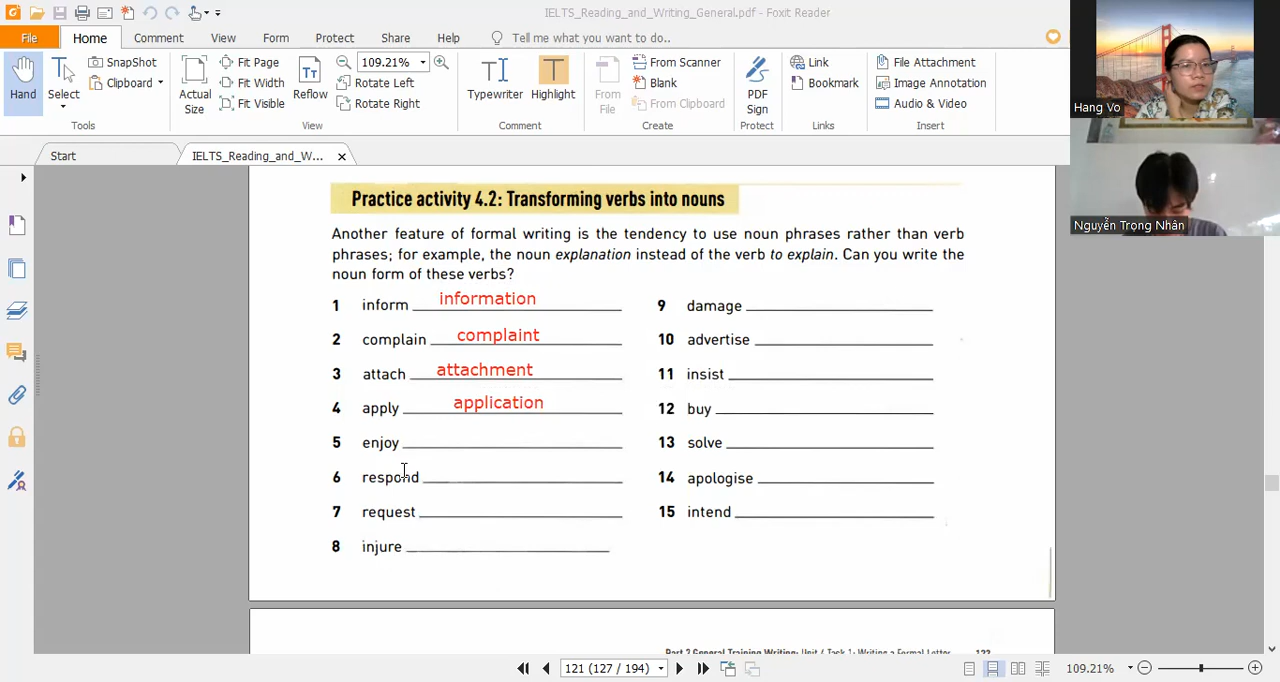 IELTS_Reading_and_Writing_General.pdf - Foxit Reader
File Home Comment View Form Protect Share Help Tell me what you want to do..
Hand
Select
SnapShot
Clipboard
Tools
Actual Size
Fit Page
Fit Width
Fit Visible
Reflow
109.21%
Rotate Left
Rotate Right
View
Typewriter
Highlight
Comment
From File
From Scanner
Blank
From Clipboard
Create
PDF Sign
Protect
Link
Bookmark
Links
File Attachment
Image Annotation
Audio & Video
Insert
Hang Vo
Nguyễn Trọng Nhân
Start
IELTS_Reading_and_W...
Practice activity 4.2: Transforming verbs into nouns
Another feature of formal writing is the tendency to use noun phrases rather than verb
phrases; for example, the noun explanation instead of the verb to explain. Can you write the
noun form of these verbs?
1 inform information
2 complain complaint
3 attach attachment
4 apply application
5 enjoy
6 respond
7 request
8 injure
9 damage
10 advertise
11 insist
12 buy
13 solve
14 apologise
15 intend
121 (127 / 194)
109.21%